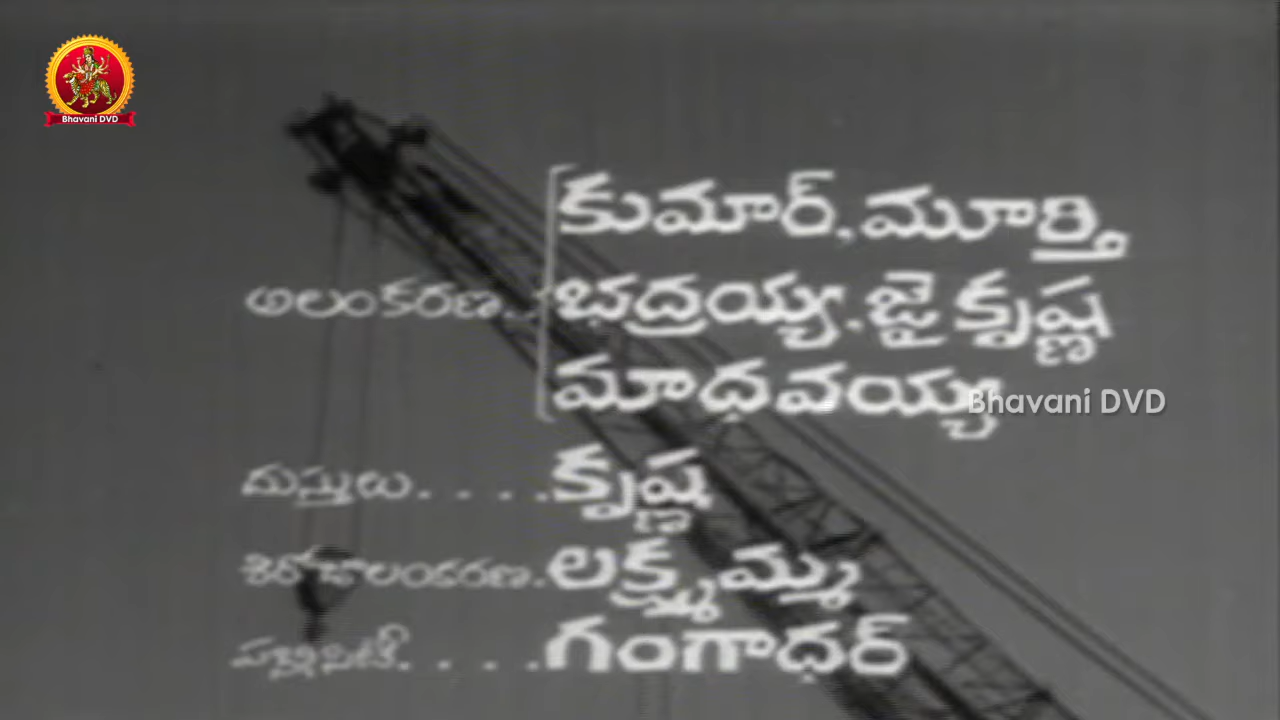 Bhavani DVD
కుమార్. మూర్తి
అలంకరణ.. భద్రయ్య. జైకృష్ణ
మాధవయ్య
Bhavani DVD
దుస్తులు. . . . .కృష్ణ
శిరోజాలంకరణ.. లక్ష్మమ్మ
పబ్లిసిటీ. . . . .గంగాధర్